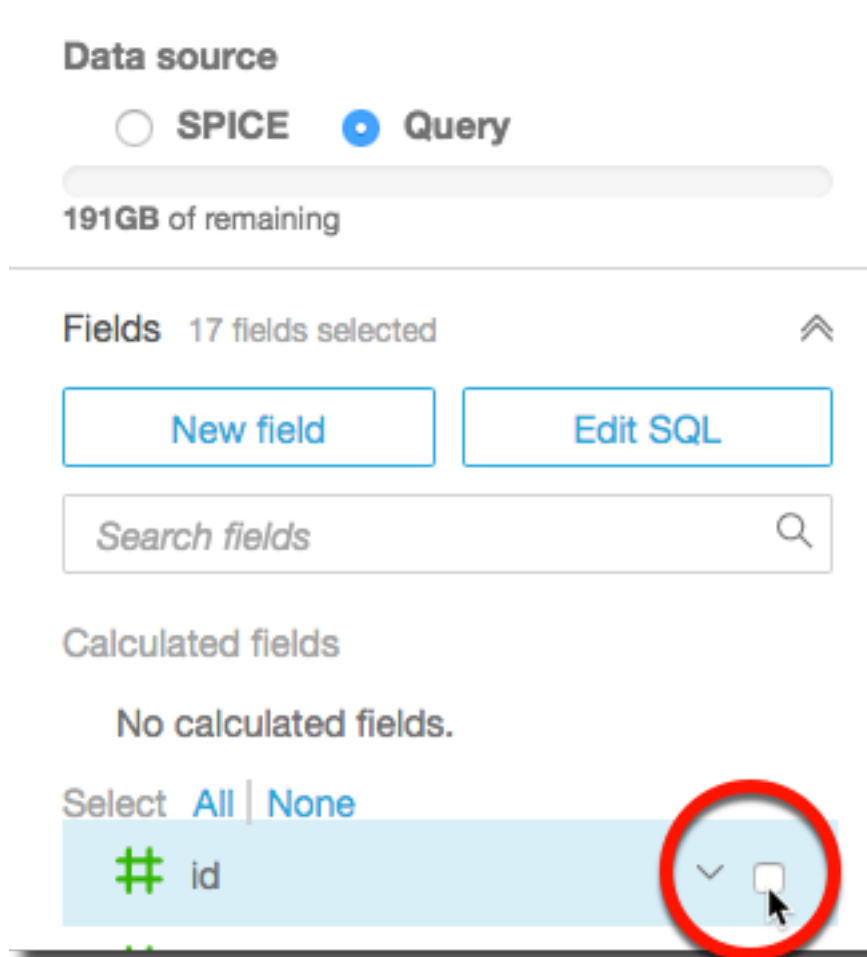 Data source
SPICE Query
191GB of remaining
Fields 17 fields selected
New field Edit SQL
Search fields
Calculated fields
No calculated fields.
Select All | None
# id